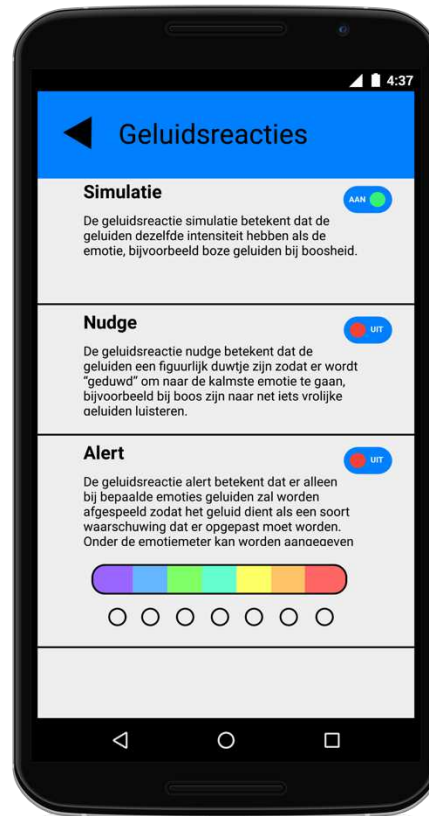 4:37
Geluidsreacties
Simulatie
AAN
De geluidsreactie simulatie betekent dat de
geluiden dezelfde intensiteit hebben als de
emotie, bijvoorbeeld boze geluiden bij boosheid.
Nudge
UIT
De geluidsreactie nudge betekent dat de
geluiden een figuurlijk duwtje zijn zodat er wordt
“geduwd” om naar de kalmste emotie te gaan,
bijvoorbeeld bij boos zijn naar net iets vrolijke
geluiden luisteren.
Alert
UIT
De geluidsreactie alert betekent dat er alleen
bij bepaalde emoties geluiden zal worden
afgespeeld zodat het geluid dient als een soort
waarschuwing dat er opgepast moet worden.
Onder de emotiemeter kan worden aangegeven